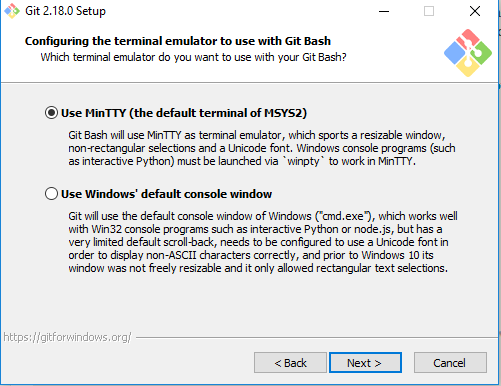 Git 2.18.0 Setup
Configuring the terminal emulator to use with Git Bash
Which terminal emulator do you want to use with your Git Bash?
Use MinTTY (the default terminal of MSYS2)
Git Bash will use MinTTY as terminal emulator, which sports a resizable window,
non-rectangular selections and a Unicode font. Windows console programs (such
as interactive Python) must be launched via `winpty` to work in MinTTY.
Use Windows' default console window
Git will use the default console window of Windows ("cmd.exe"), which works well
with Win32 console programs such as interactive Python or node.js, but has a
very limited default scroll-back, needs to be configured to use a Unicode font in
order to display non-ASCII characters correctly, and prior to Windows 10 its
window was not freely resizable and it only allowed rectangular text selections.
https://gitforwindows.org/
< Back
Next >
Cancel